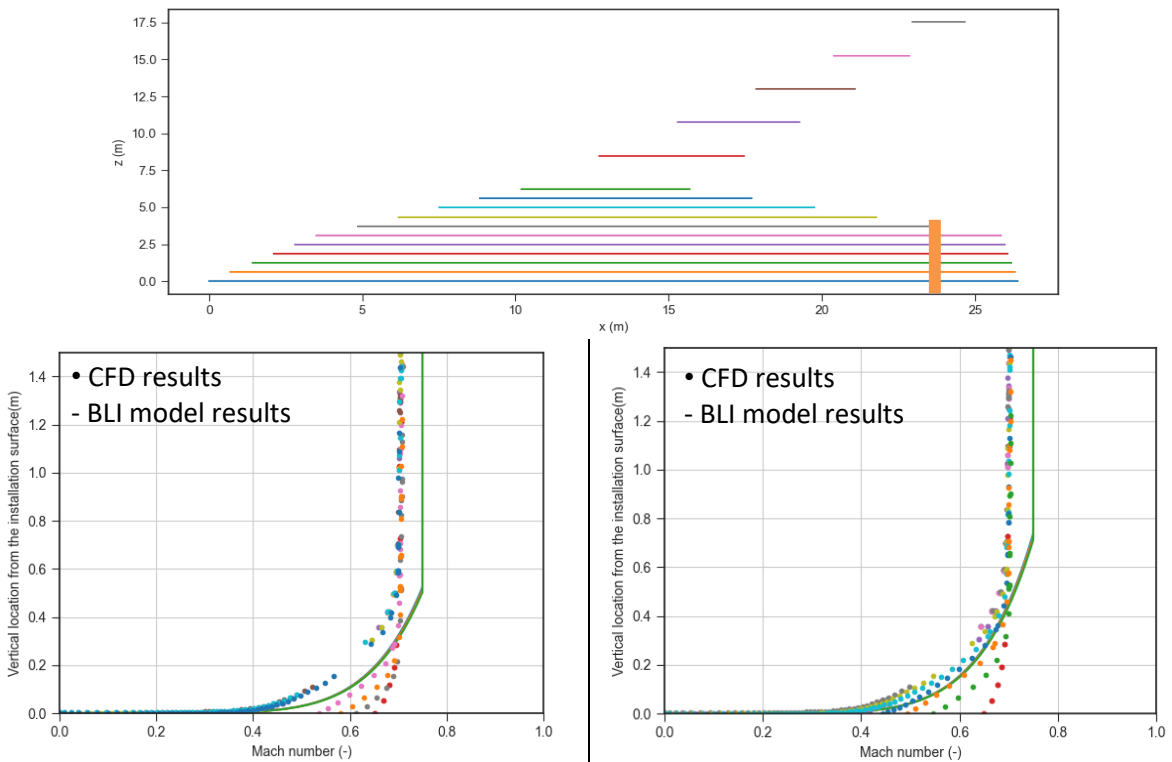 17.5
15.0
12.5
10.0
7.5
5.0
2.5
0.0
z (m)
0 5 10 15 20 25
x (m)
• CFD results
- BLI model results
1.4
1.2
1.0
0.8
0.6
0.4
0.2
0.0
Vertical location from the installation surface(m)
0.0 0.2 0.4 0.6 0.8 1.0
Mach number (-)
• CFD results
- BLI model results
1.4
1.2
1.0
0.8
0.6
0.4
0.2
0.0
Vertical location from the installation surface(m)
0.0 0.2 0.4 0.6 0.8 1.0
Mach number (-)